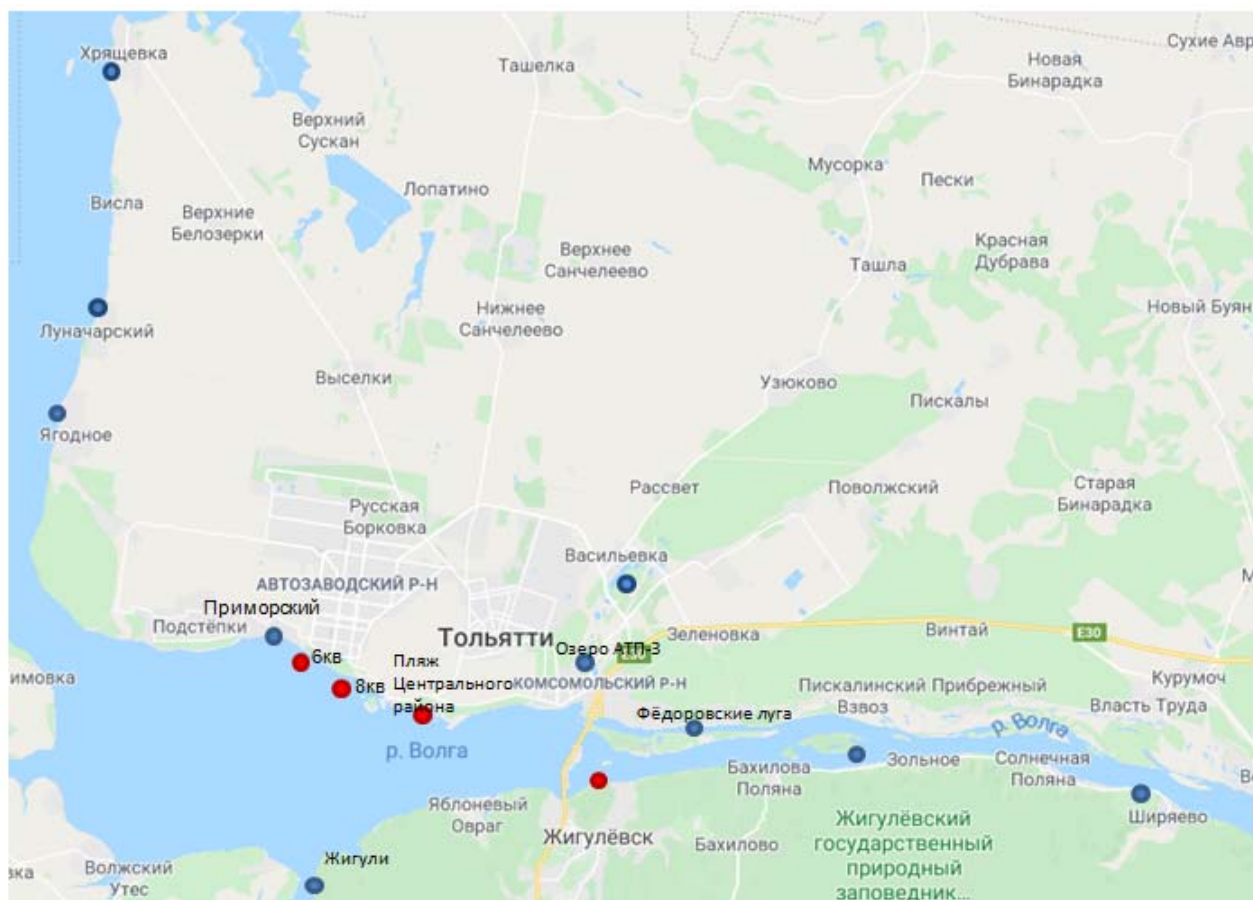 Хрящевка
Ташелка
Сухие Авр
Новая
Бинарадка
Верхний
Сускан
Мусорка
Пески
Лопатино
Висла
Верхние
Белозерки
Верхнее
Санчелеево
Красная
Дубрава
Ташла
Нижнее
Санчелеево
Новый Буян
Луначарский
Выселки
Узюково
Пискалы
Ягодное
Рассвет
Поволжский
Старая
Бинарадка
Русская
Борковка
Васильевка
АВТОЗАВОДСКИЙ Р-Н
М
Приморский
Подстёпки
Тольятти
Зеленовка
Винтай
E30
Озеро АТП-3
E30
6кв
Пляж
Центрального
района
8кв
КОМСОМОЛЬСКИЙ Р-Н
имовка
Пискалинский
Взвоз
Прибрежный
Курумоч
Власть Труда
Фёдоровские луга
р. Волга
р. Волга
Бахилова
Поляна
Зольное
Солнечная
Поляна
Во
Яблоневый
Овраг
Жигулёвск
Бахилово
Ширяево
Жигулёвский
государственный
природный
заповедник...
Жигули
Волжский
Утес
вка